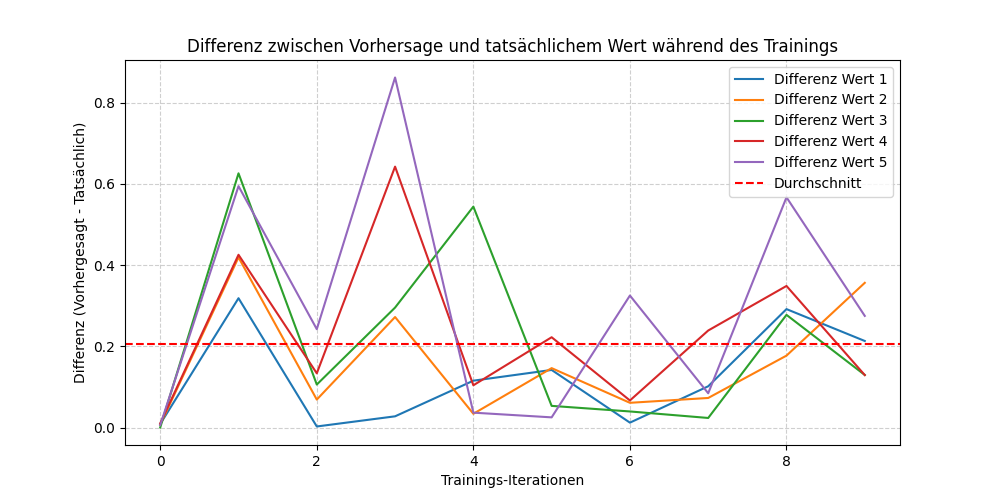 Differenz zwischen Vorhersage und tatsächlichem Wert während des Trainings
Differenz (Vorhergesagt - Tatsächlich)
0.8
0.6
0.4
0.2
0.0
Differenz Wert 1
Differenz Wert 2
Differenz Wert 3
Differenz Wert 4
Differenz Wert 5
Durchschnitt
0 2 4 6 8
Trainings-Iterationen